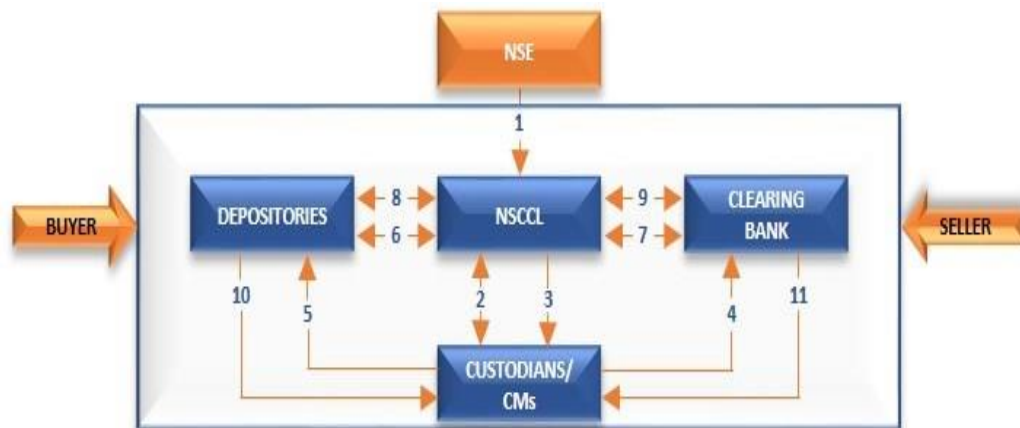 NSE
1
DEPOSITORIES
8
6
NSCCL
9
7
CLEARING
BANK
BUYER
SELLER
10
5
2
3
4
11
CUSTODIANS/
CMs